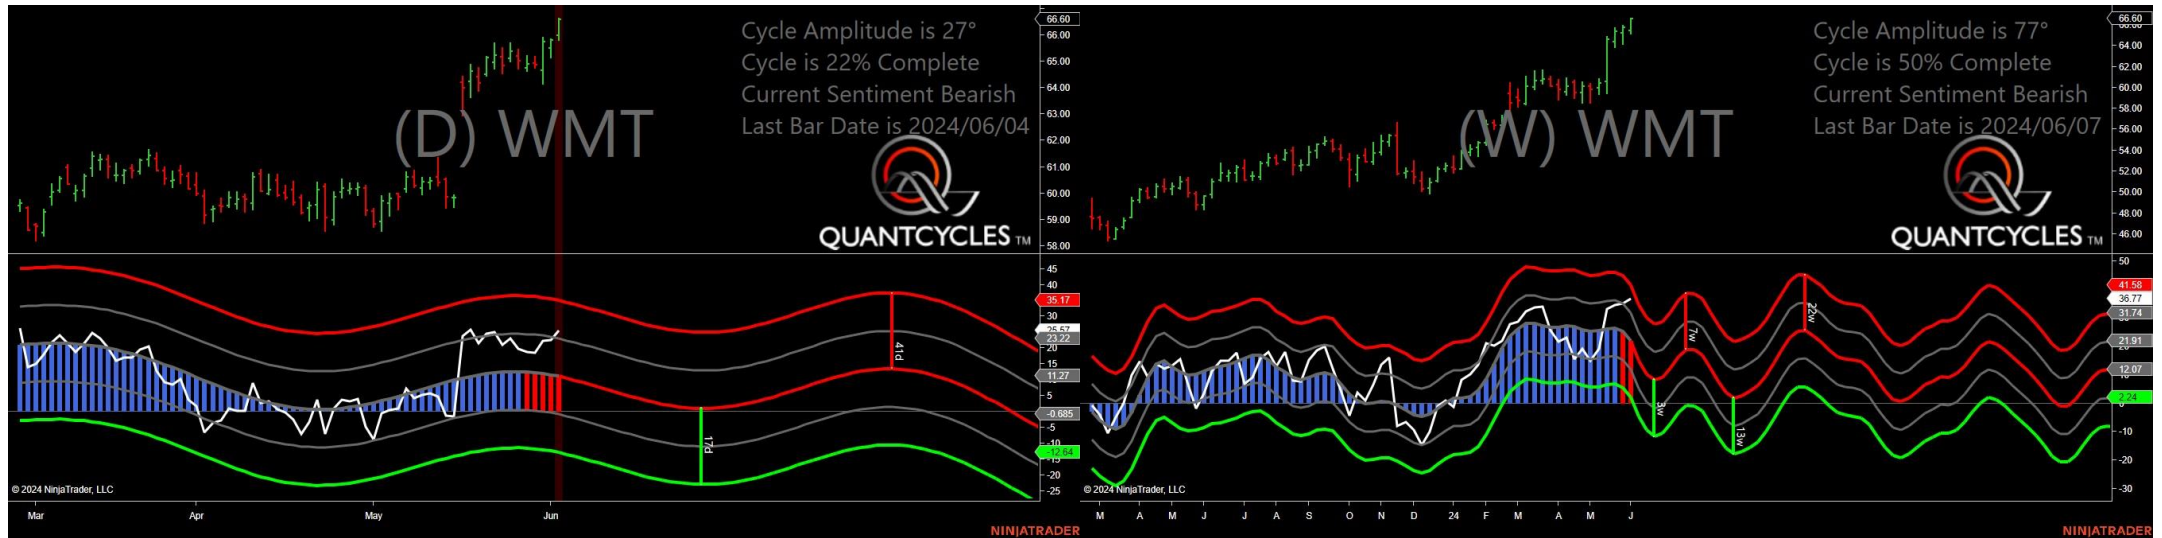 Cycle Amplitude is 27°
Cycle is 22% Complete
Current Sentiment Bearish
Last Bar Date is 2024/06/04
(D) WMT
QUANTCYCLES TM
66.60
66.00
65.00
64.00
63.00
62.00
61.00
60.00
59.00
58.00
45
40
35.17
30
25.57
23.22
20
15
11.27
5
-0.685
-5
-10
-12.64
-20
-25
41d
17d
© 2024 NinjaTrader, LLC
Mar Apr May Jun
NINJATRADER
Cycle Amplitude is 77°
Cycle is 50% Complete
Current Sentiment Bearish
Last Bar Date is 2024/06/07
(W) WMT
QUANTCYCLES TM
66.60
64.00
62.00
60.00
58.00
56.00
54.00
52.00
50.00
48.00
46.00
50
41.58
36.77
31.74
21.91
12.07
2.24
-10
-20
-30
7w
22w
3w
13w
© 2024 NinjaTrader, LLC
M A M J J A S O N D 24 F M A M J
NINJATRADER